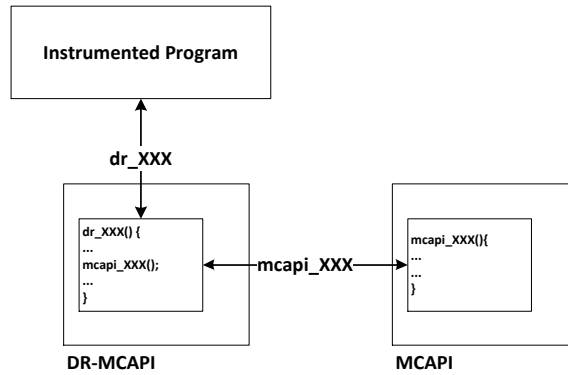 Instrumented Program
dr_XXX
dr_XXX() {
...
mcapi_XXX();
...
}
mcapi_XXX
mcapi_XXX(){
...
...
}
DR-MCAPI
MCAPI